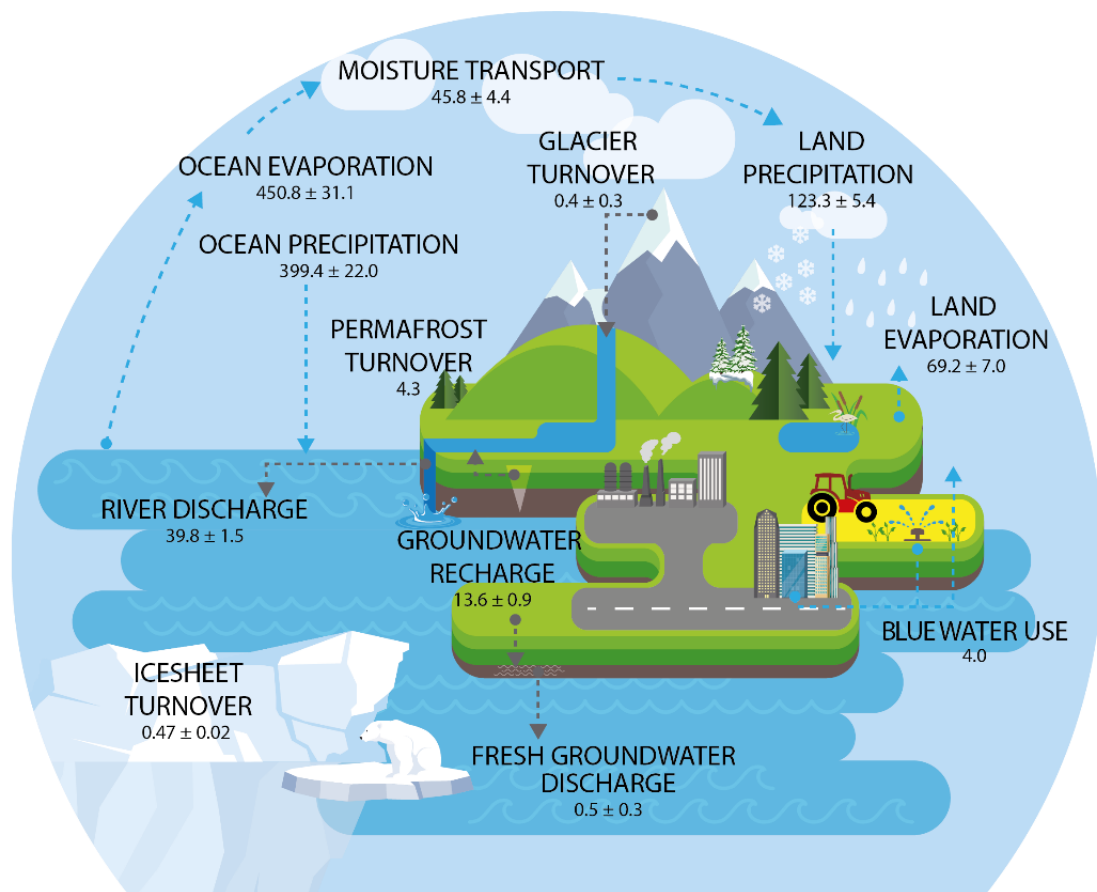 MOISTURE TRANSPORT
45.8 ± 4.4
OCEAN EVAPORATION
450.8 ± 31.1
OCEAN PRECIPITATION
399.4 ± 22.0
GLACIER
TURNOVER
0.4 ± 0.3
LAND
PRECIPITATION
123.3 ± 5.4
LAND
EVAPORATION
69.2 ± 7.0
PERMAFROST
TURNOVER
4.3
RIVER DISCHARGE
39.8 ± 1.5
GROUNDWATER
RECHARGE
13.6 ± 0.9
BLUE WATER USE
4.0
ICESHEET
TURNOVER
0.47 ± 0.02
FRESH GROUNDWATER
DISCHARGE
0.5 ± 0.3